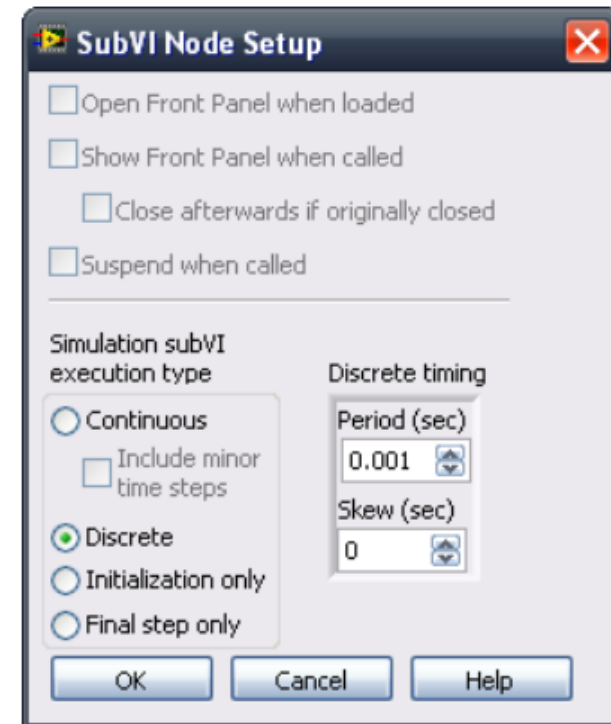 SubVI Node Setup
Open Front Panel when loaded
Show Front Panel when called
Close afterwards if originally closed
Suspend when called
Simulation subVI
execution type
Continuous
Include minor
time steps
Discrete
Initialization only
Final step only
Discrete timing
Period (sec)
0.001
Skew (sec)
0
OK
Cancel
Help